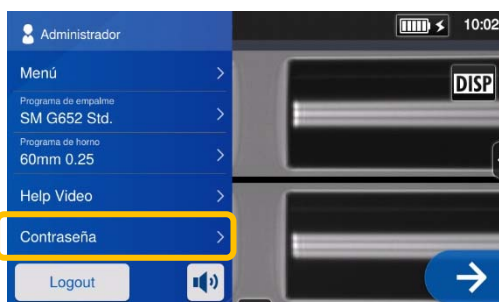 Administrador
10:02
Menú
DISP
Programa de empalme
SM G652 Std.
Programa de horno
60mm 0.25
Help Video
Contraseña
Logout